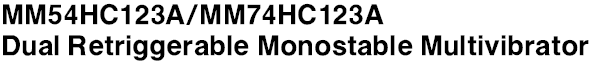 MM54HC123A/MM74HC123A
Dual Retriggerable Monostable Multivibrator